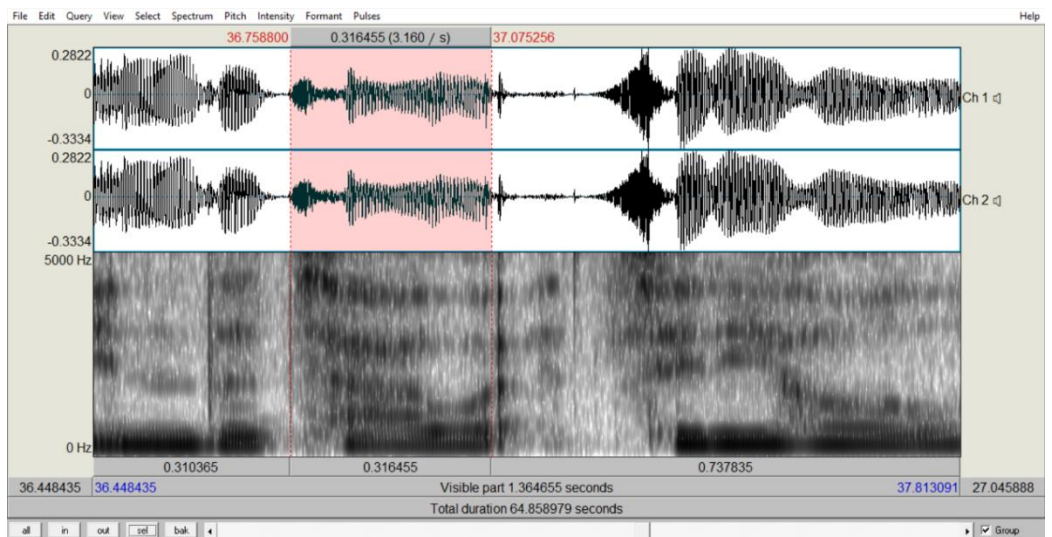 File Edit Query View Select Spectrum Pitch Intensity Formant Pulses Help
36.758800 0.316455 (3.160 / s) 37.075256
0.2822
0
-0.3334
Ch 1
0.2822
0
-0.3334
Ch 2
5000 Hz
0 Hz
0.310365 0.316455 0.737835
36.448435 36.448435 Visible part 1.364655 seconds 37.813091 27.045888
Total duration 64.858979 seconds
all in out sel bak Group